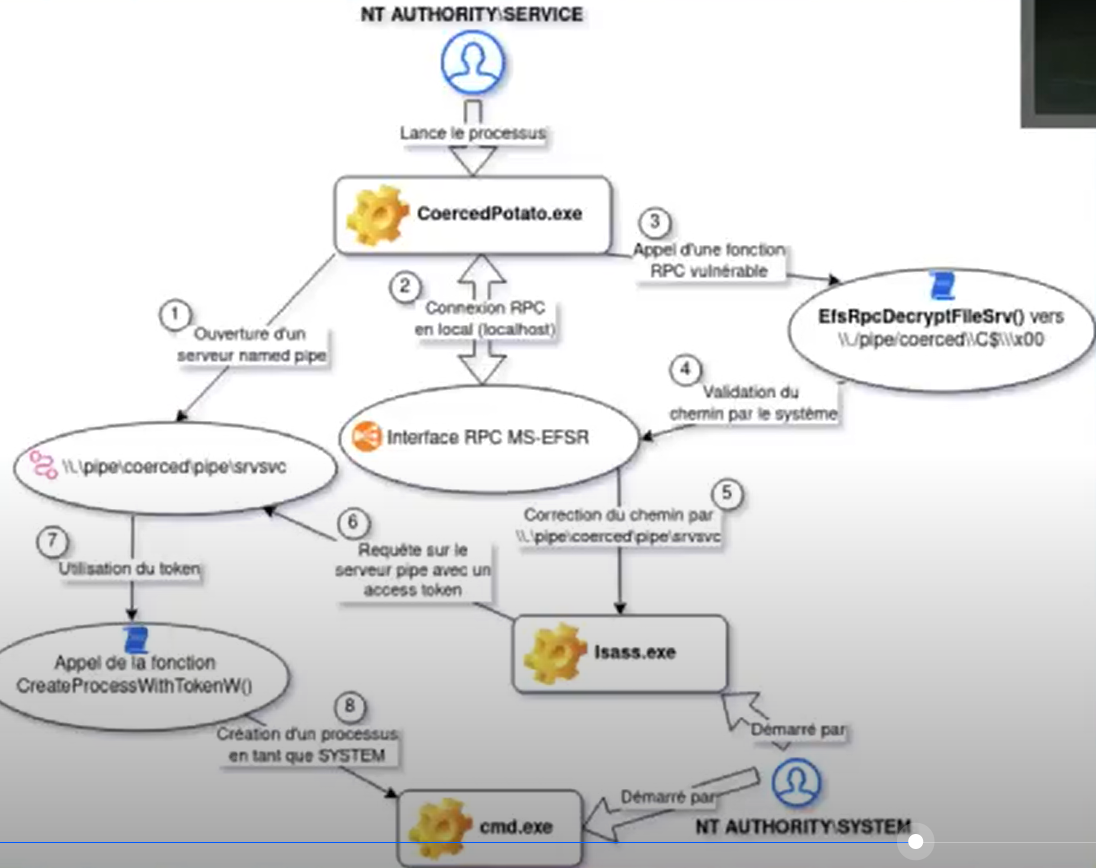 NT AUTHORITY\SERVICE
Lance le processus
CoercedPotato.exe
3
Appel d'une fonction
RPC vulnérable
2
Connexion RPC
en local (localhost)
1
Ouverture d'un
serveur named pipe
EfsRpcDecryptFileSrv() vers
\\./pipe/coerced\\C$\\\x00
4
Validation du
chemin par le système
Interface RPC MS-EFSR
\\.\pipe\coerced\pipe\srvsvc
5
Correction du chemin par
\\.\pipe\coerced\pipe\srvsvc
6
Requête sur le
serveur pipe avec un
access token
7
Utilisation du token
lsass.exe
Appel de la fonction
CreateProcessWithTokenW()
8
Création d'un processus
en tant que SYSTEM
Démarré par
Démarré par
cmd.exe
NT AUTHORITY\SYSTEM